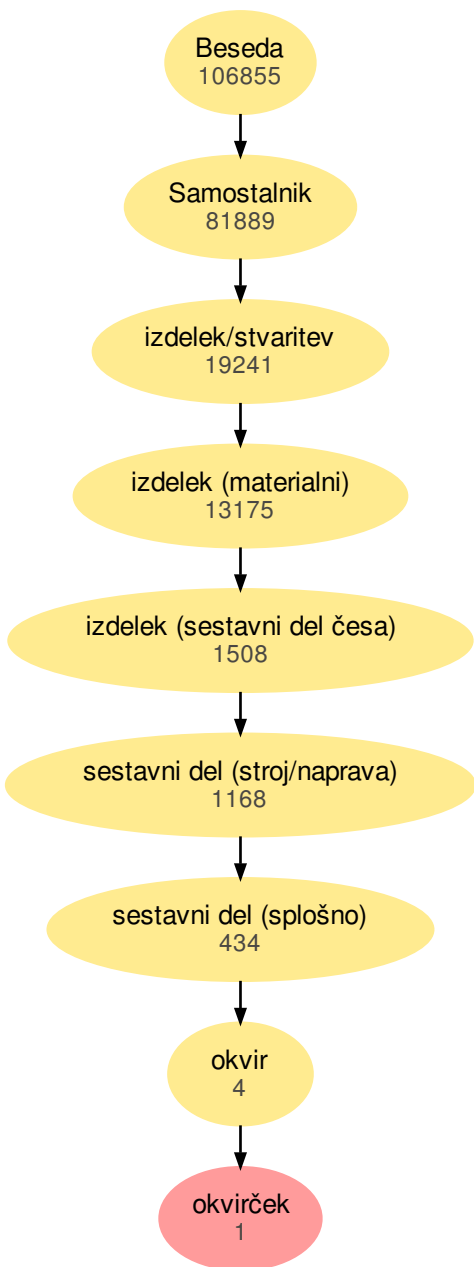 Beseda
106855
Samostalnik
81889
izdelek/stvaritev
19241
izdelek (materialni)
13175
izdelek (sestavni del česa)
1508
sestavni del (stroj/naprava)
1168
sestavni del (splošno)
434
okvir
4
okvirček
1